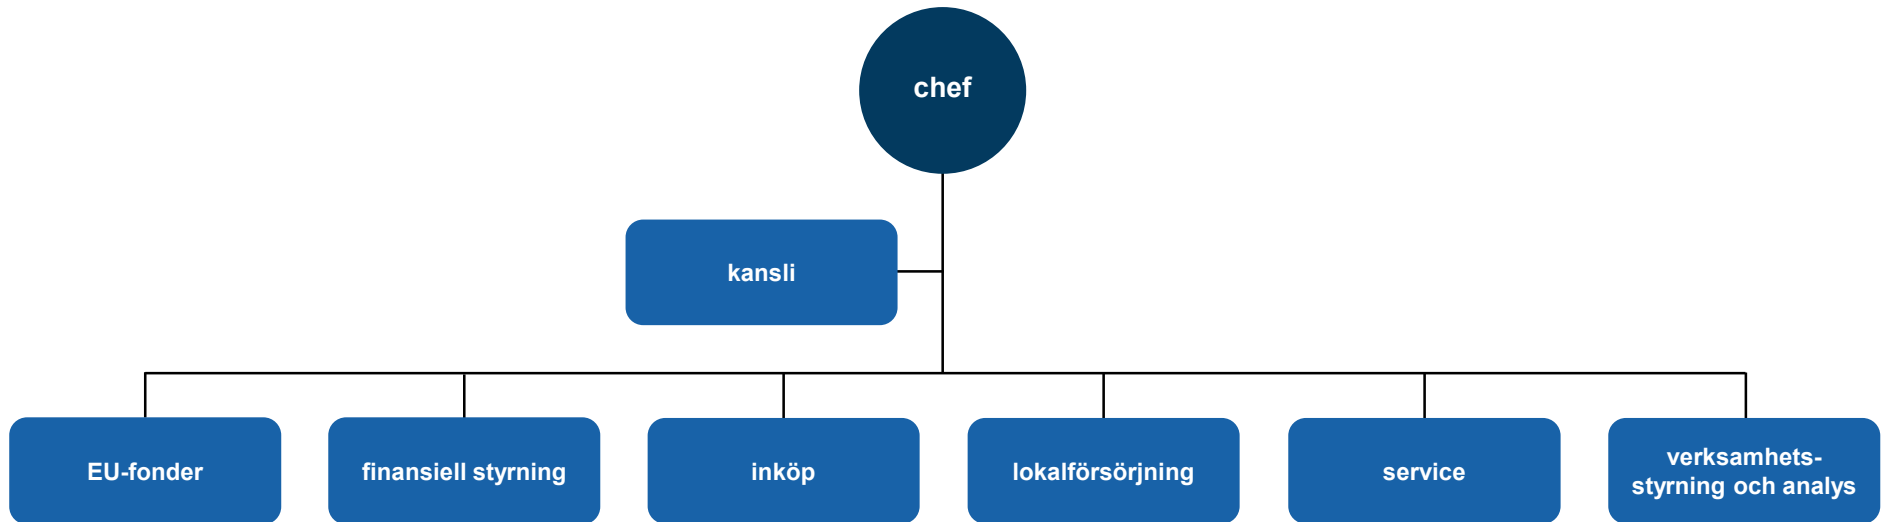 chef
kansli
EU-fonder
finansiell styrning
inköp
lokalförsörjning
service
verksamhets-
styrning och analys